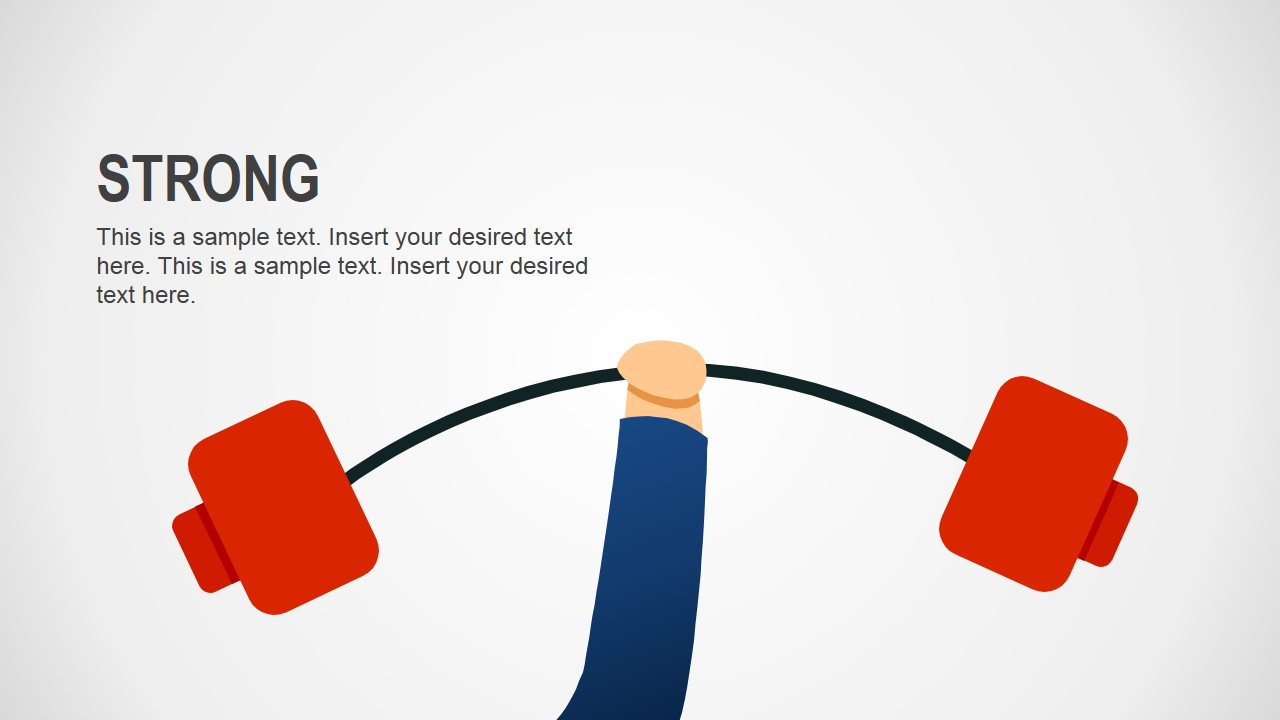 STRONG
This is a sample text. Insert your desired text
here. This is a sample text. Insert your desired
text here.